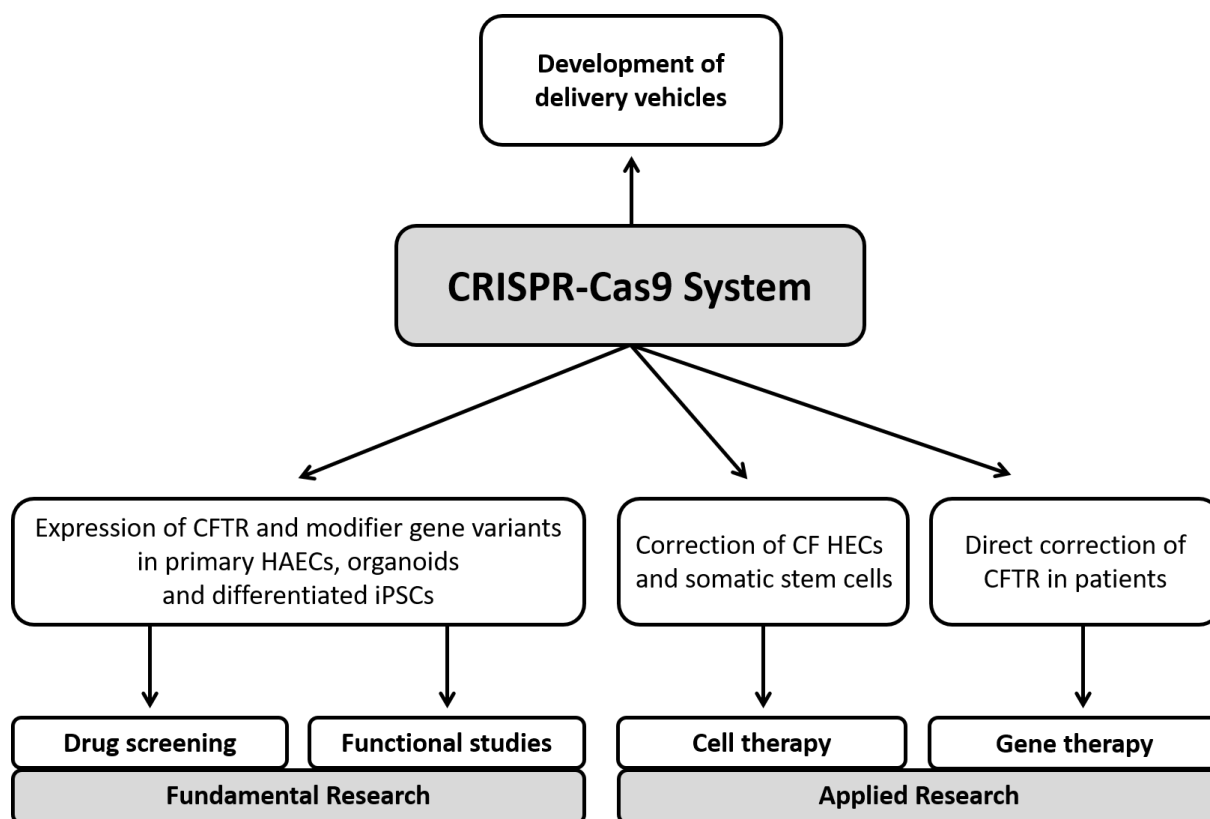 Development of
delivery vehicles
CRISPR-Cas9 System
Expression of CFTR and modifier gene variants
in primary HAECs, organoids
and differentiated iPSCs
Correction of CF HECs
and somatic stem cells
Direct correction of
CFTR in patients
Drug screening
Functional studies
Cell therapy
Gene therapy
Fundamental Research
Applied Research